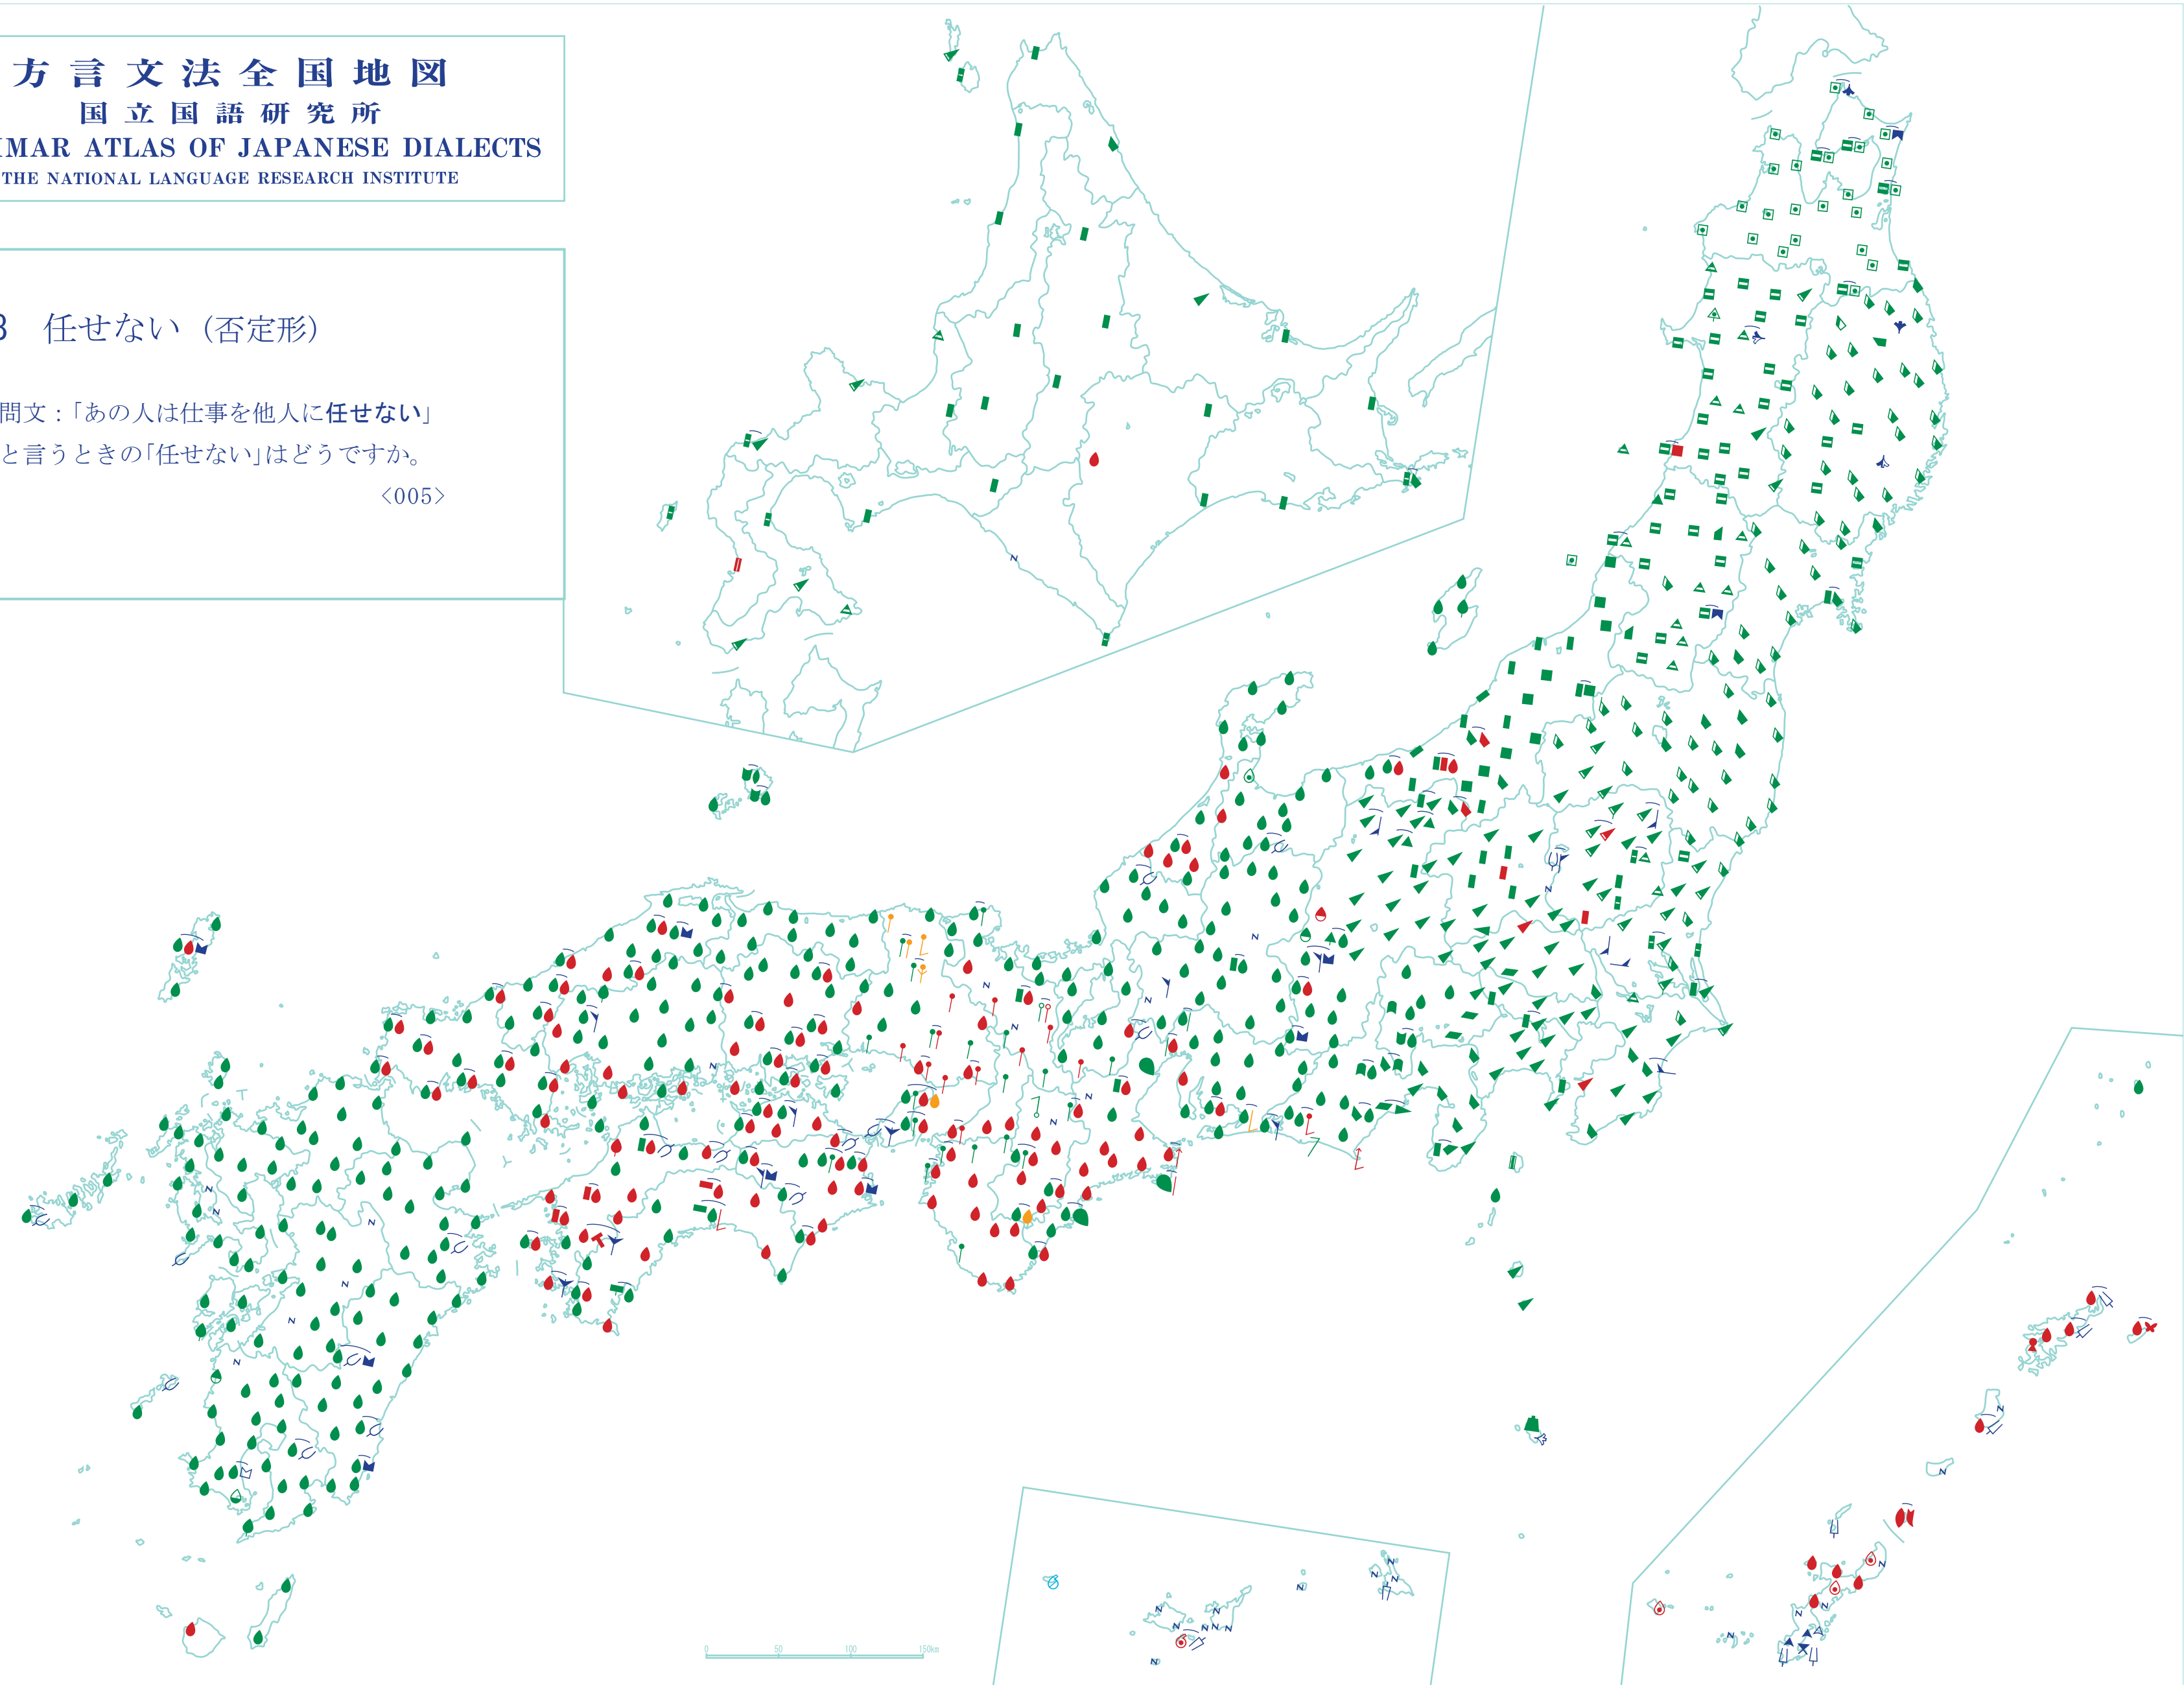 方言文法全国地図
国立国語研究所
MAR ATLAS OF JAPANESE DIALECTS
THE NATIONAL LANGUAGE RESEARCH INSTITUTE
3 任せない（否定形）
問文：「あの人は仕事を他人に任せない」
と言うときの「任せない」はどうですか。
〈005〉
0 50 100 150km